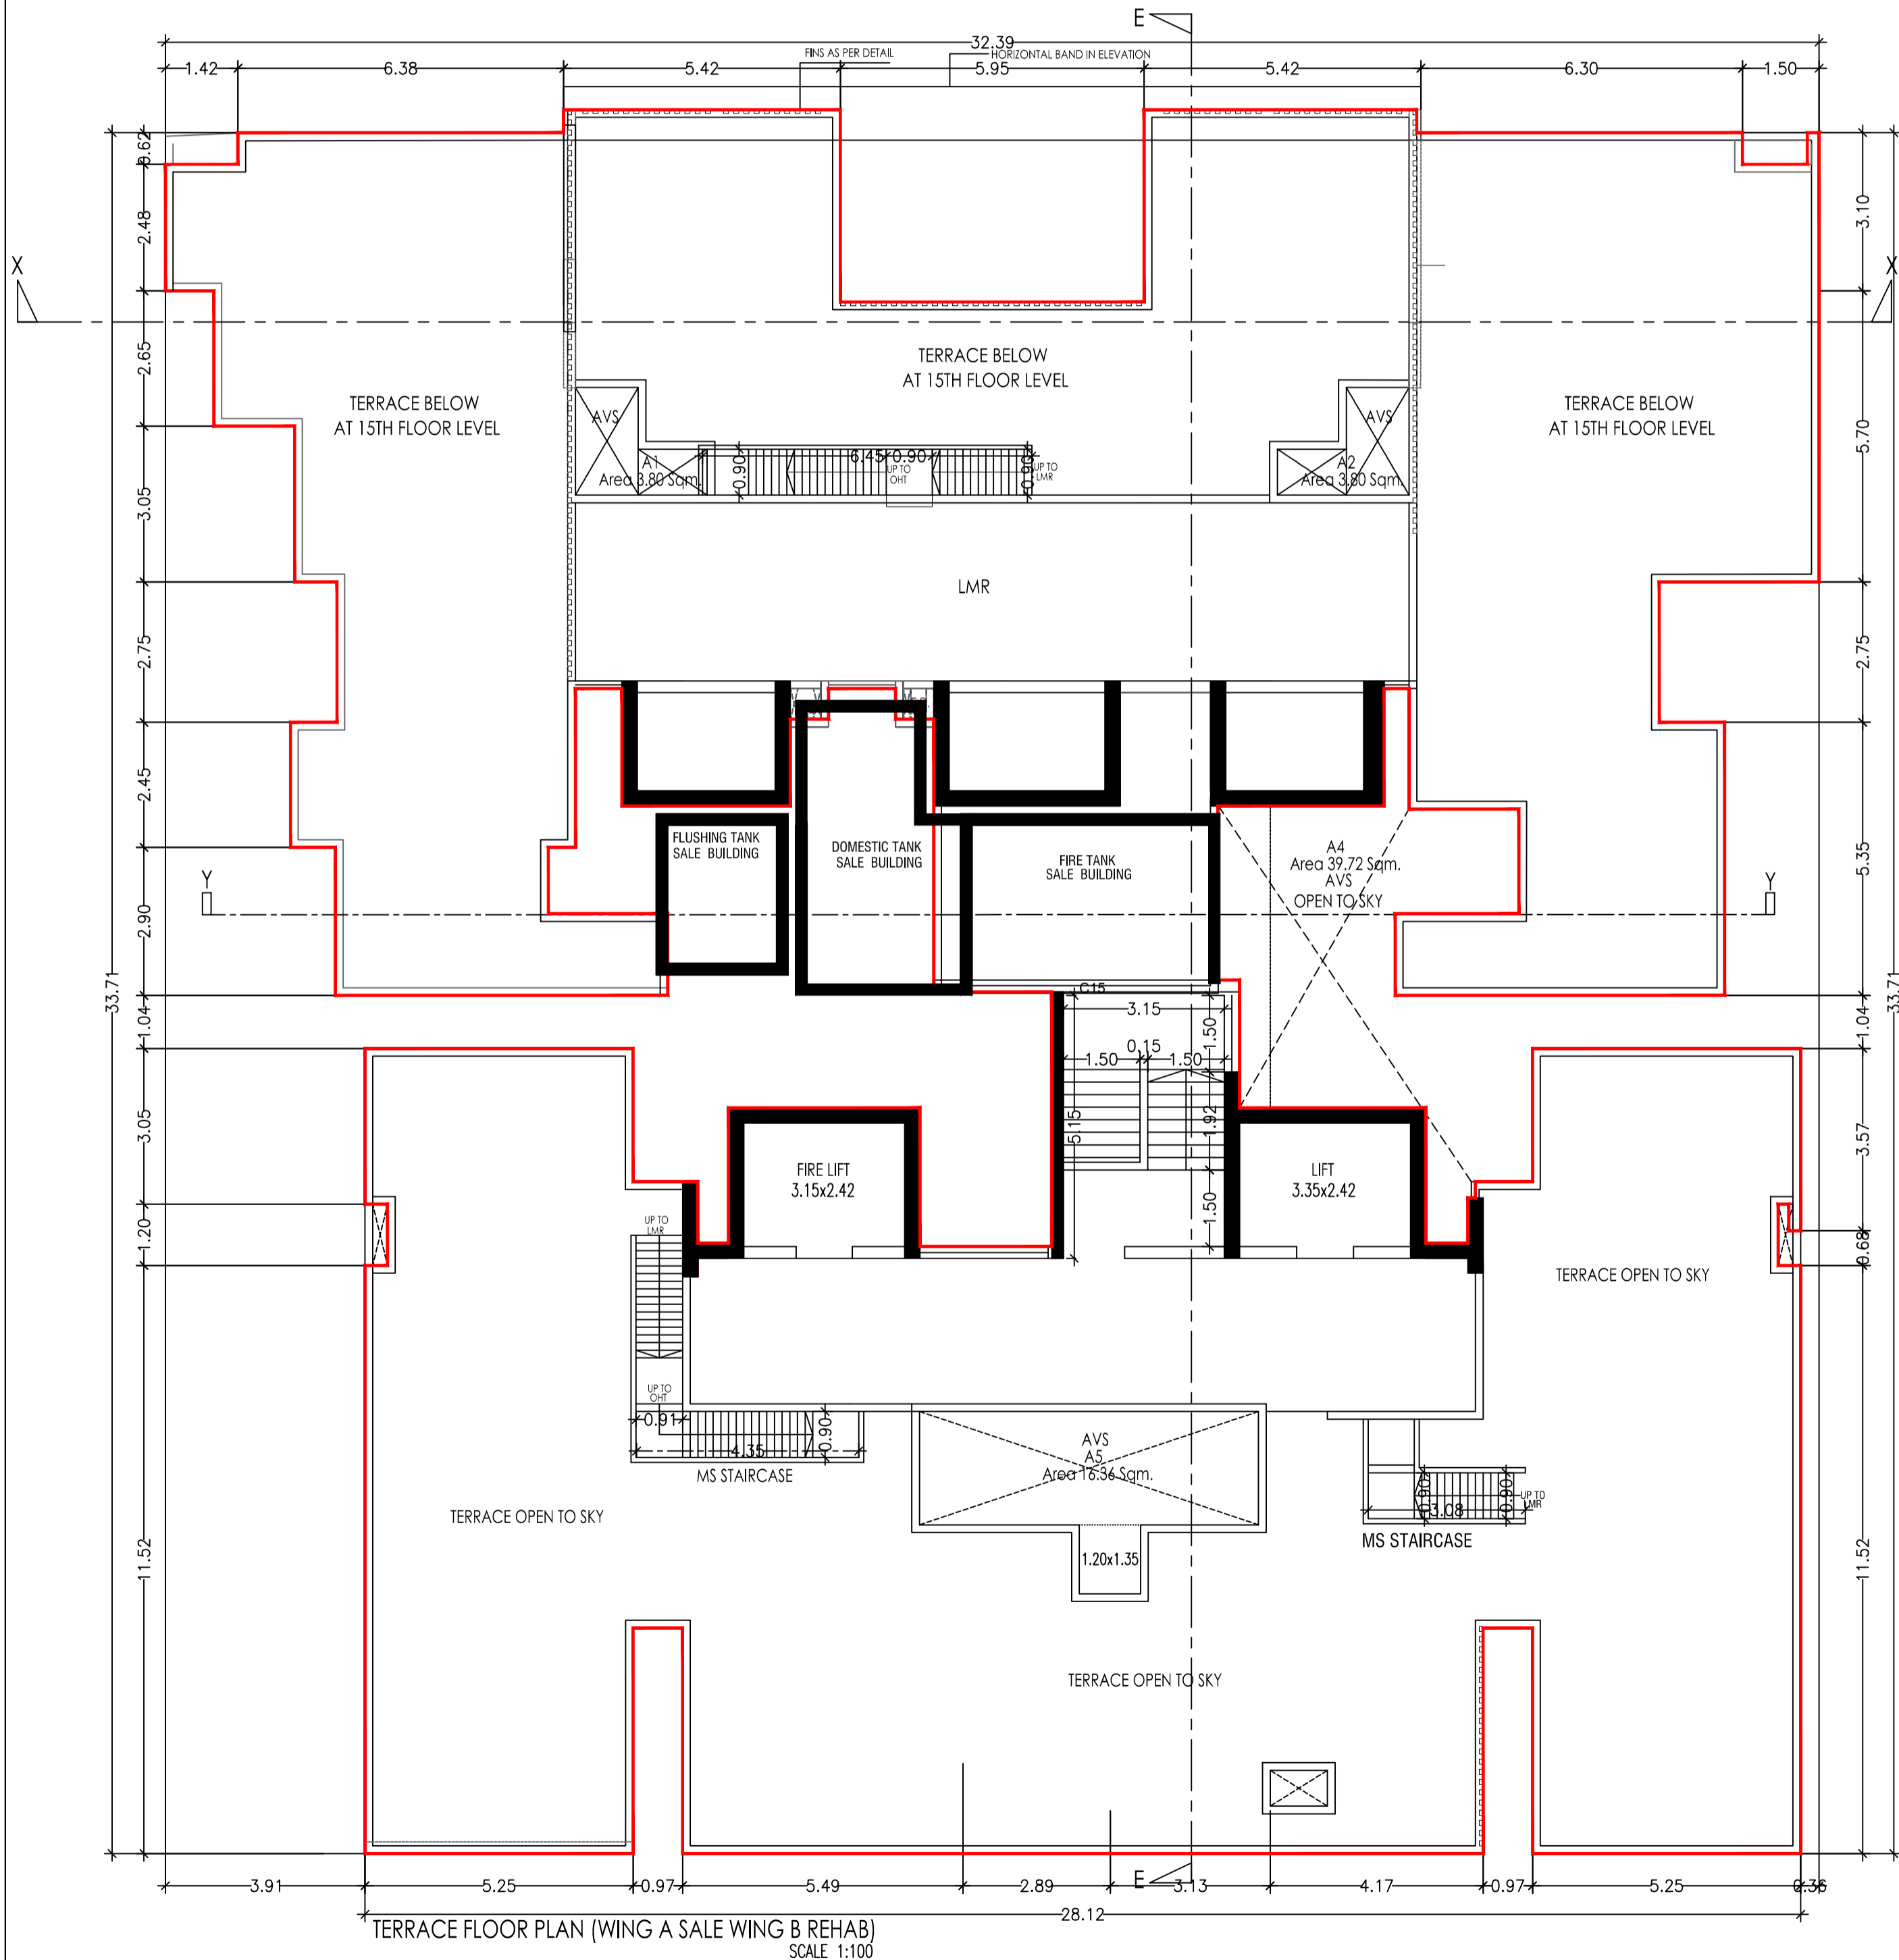 E
32.39
FINS AS PER DETAIL
HORIZONTAL BAND IN ELEVATION
1.42
6.38
5.42
5.95
5.42
6.30
1.50
0.62
2.48
3.10
X
X
2.65
TERRACE BELOW
AT 15TH FLOOR LEVEL
TERRACE BELOW
AT 15TH FLOOR LEVEL
TERRACE BELOW
AT 15TH FLOOR LEVEL
AVS
AVS
5.70
A1
Area 3.80 Sqm.
0.90
6.45
0.90
UP TO
OHT
0.90
UP TO
LMR
A2
Area 3.80 Sqm.
3.05
LMR
2.75
2.75
2.45
FLUSHING TANK
SALE BUILDING
DOMESTIC TANK
SALE BUILDING
FIRE TANK
SALE BUILDING
A4
Area 39.72 Sqm.
AVS
OPEN TO SKY
5.35
Y
Y
2.90
33.71
33.71
C15
3.15
1.04
1.04
1.50
0.15
1.50
1.50
3.05
5.15
1.92
3.57
FIRE LIFT
3.15x2.42
LIFT
3.35x2.42
1.50
1.20
0.68
UP TO
LMR
TERRACE OPEN TO SKY
UP TO
OHT
0.91
0.90
4.35
MS STAIRCASE
AVS
A5
Area 16.36 Sqm.
0.90
3.08
0.90
UP TO
LMR
MS STAIRCASE
TERRACE OPEN TO SKY
1.20x1.35
11.52
11.52
TERRACE OPEN TO SKY
E
3.91
5.25
0.97
5.49
2.89
3.13
4.17
0.97
5.25
0.36
28.12
TERRACE FLOOR PLAN (WING A SALE WING B REHAB)
SCALE 1:100